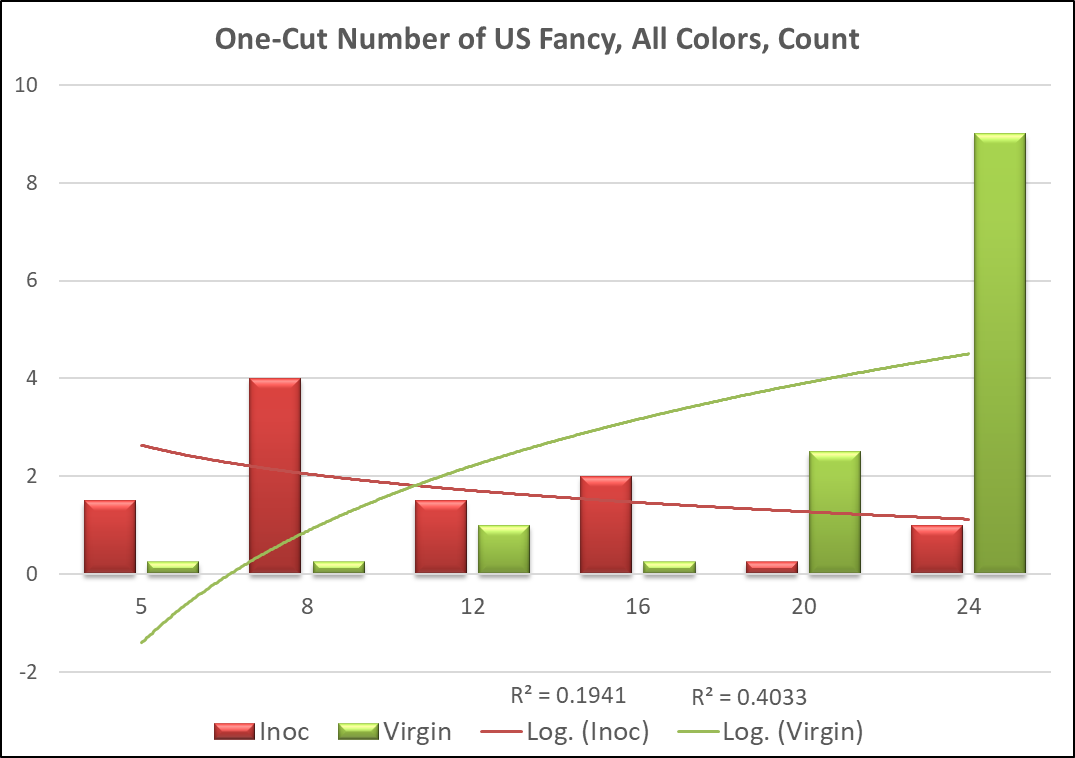 One-Cut Number of US Fancy, All Colors, Count
10
8
6
4
2
0
-2
5 8 12 16 20 24
R² = 0.1941 R² = 0.4033
Inoc Virgin Log. (Inoc) Log. (Virgin)